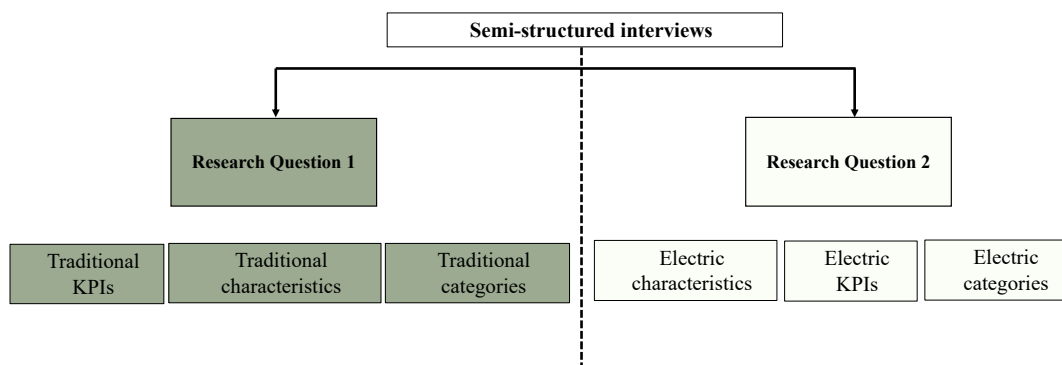 Semi-structured interviews
Research Question 1
Research Question 2
Traditional
KPIs
Traditional
characteristics
Traditional
categories
Electric
characteristics
Electric
KPIs
Electric
categories